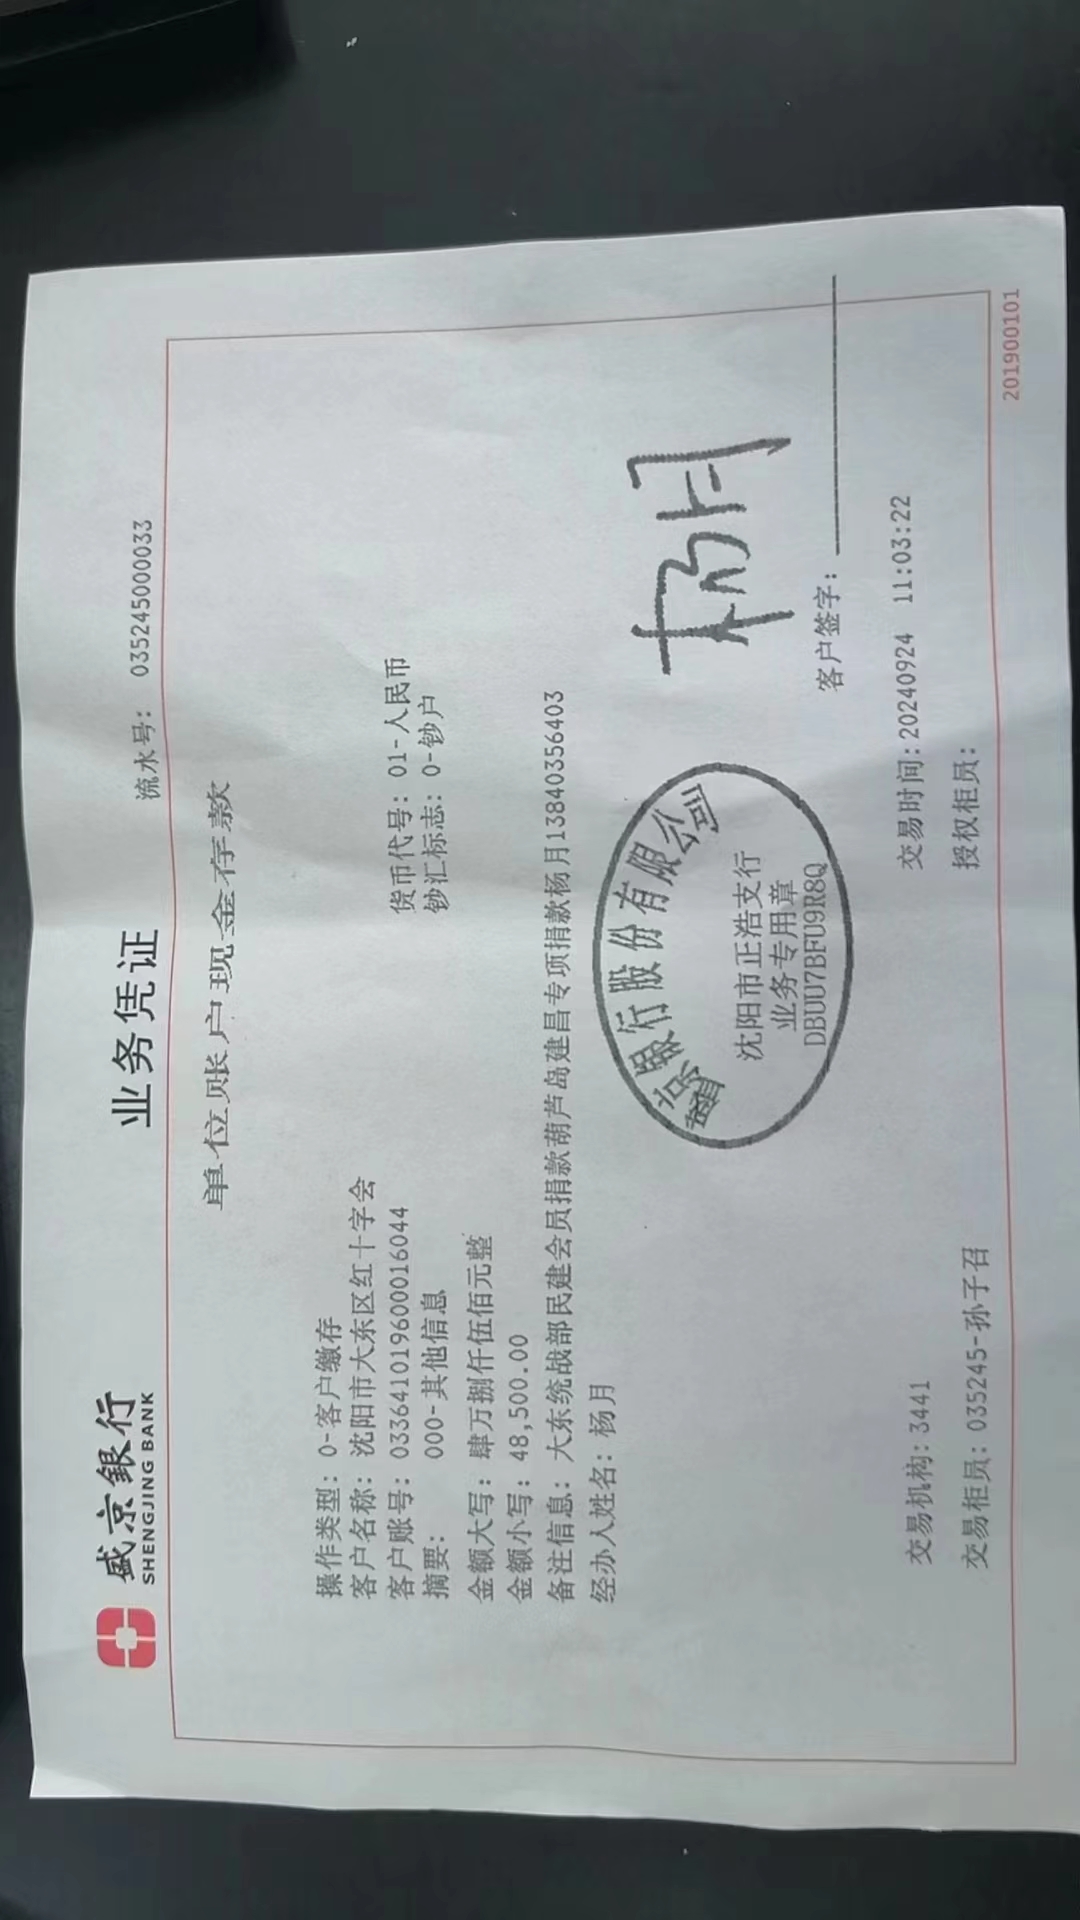 盛京銀行
SHENGJING BANK
业务凭证
流水号: 035245000033
单位账户现金存款
操作类型: 0-客户缴存
客户名称: 沈阳市大东区红十字会
货币代号: 01-人民币
客户账号: 0336410196000016044
钞汇标志: 0-钞户
摘要: 000-其他信息
金额大写: 肆万捌仟伍佰元整
金额小写: 48,500.00
备注信息: 大东统战部民建会员捐款葫芦岛建昌专项捐款杨月13840356403
经办人姓名: 杨月
盛京银行股份有限公司
沈阳市正浩支行
业务专用章
DBUU7BFU9R8Q
杨月
客户签字:
交易机构: 3441
交易时间: 20240924 11:03:22
交易柜员: 035245-孙子召
授权柜员:
201900101